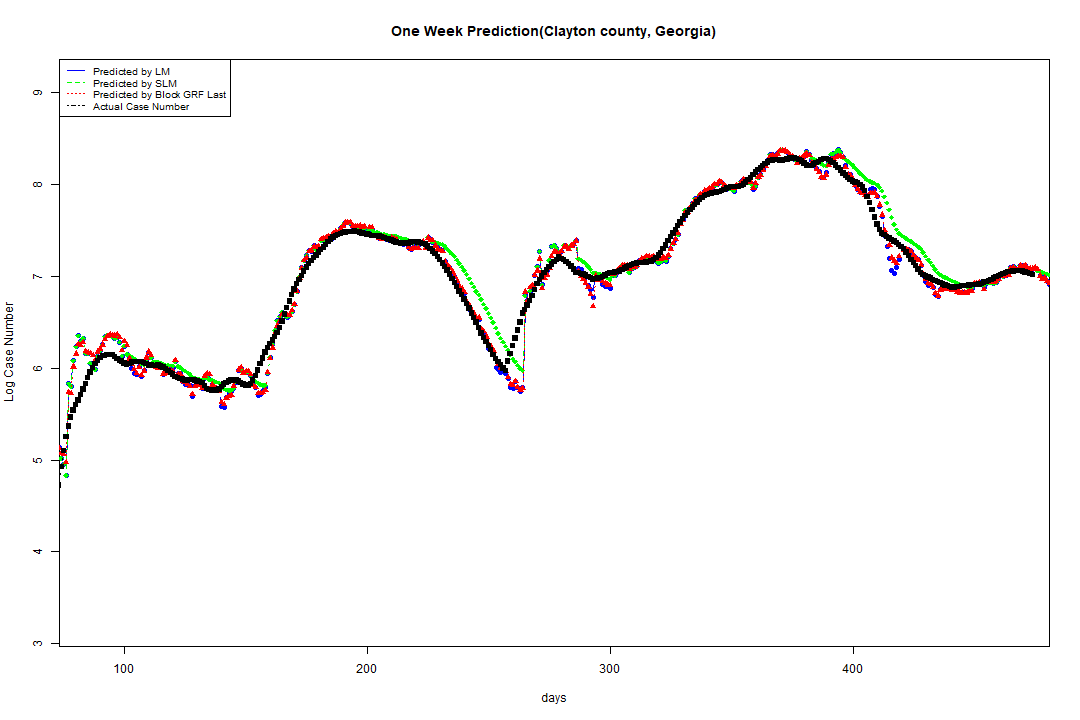 One Week Prediction(Clayton county, Georgia)
Predicted by LM
Predicted by SLM
Predicted by Block GRF Last
Actual Case Number
9
8
7
6
5
4
3
Log Case Number
100 200 300 400
days